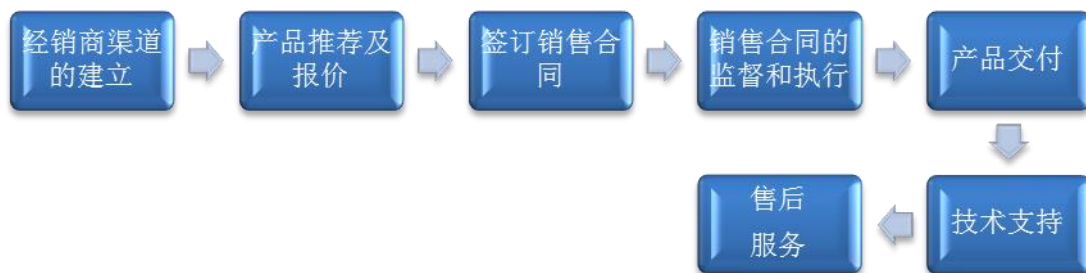 经销商渠道
的建立
产品推荐及
报价
签订销售合
同
销售合同的
监督和执行
产品交付
售后
服务
技术支持